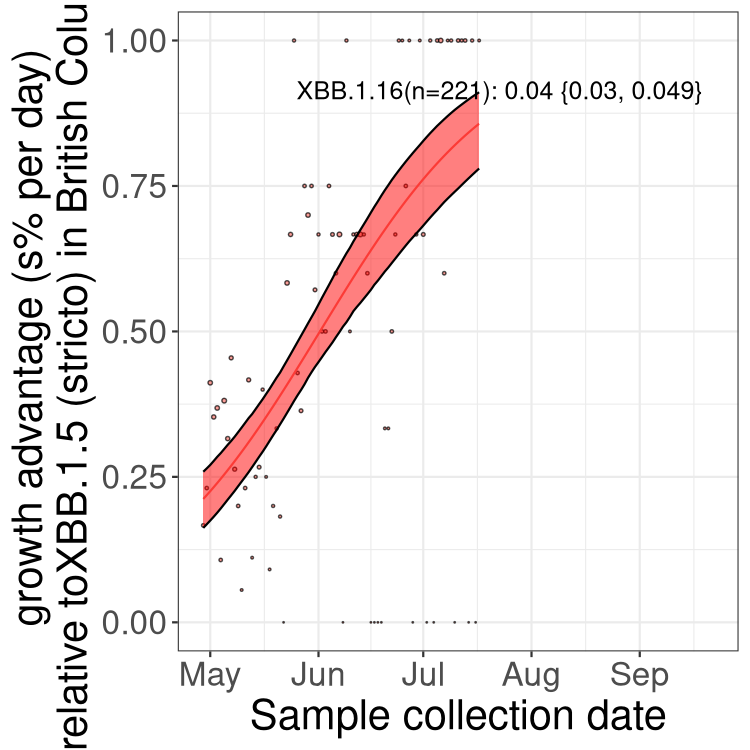 growth advantage (s% per day)
relative toXBB.1.5 (stricto) in British Colu
1.00
0.75
0.50
0.25
0.00
XBB.1.16(n=221): 0.04 {0.03, 0.049}
May Jun Jul Aug Sep
Sample collection date